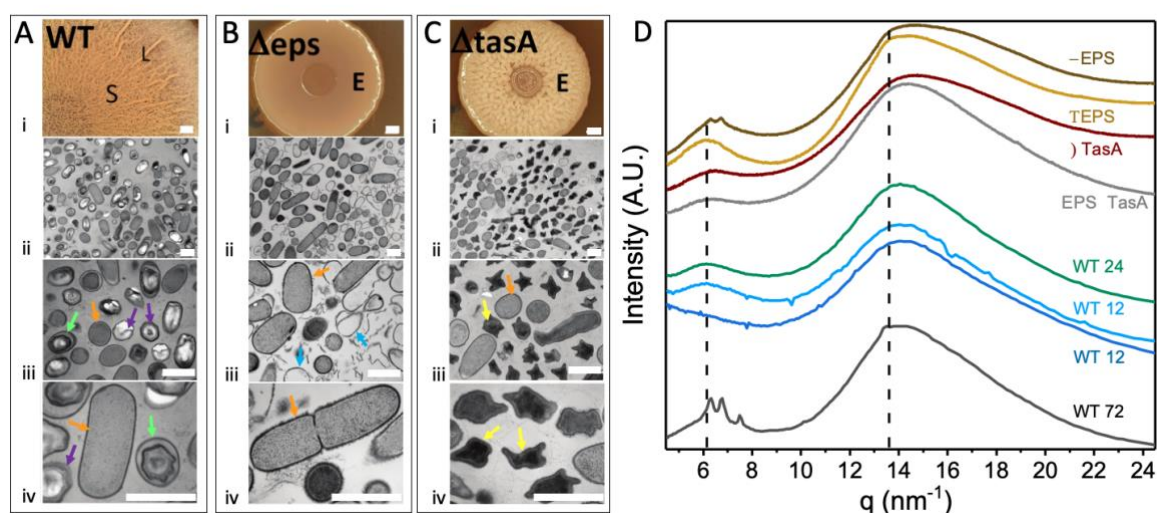 A WT
L
S
i
ii
iii
iv
B Δeps
E
i
ii
iii
iv
C ΔtasA
E
i
ii
iii
iv
D
Intensity (A.U.)
–EPS
TEPS
) TasA
EPS TasA
WT 24
WT 12
WT 12
WT 72
6 8 10 12 14 16 18 20 22 24
q (nm⁻¹)